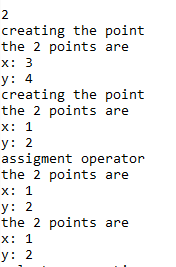 2
creating the point
the 2 points are
x: 3
y: 4
creating the point
the 2 points are
x: 1
y: 2
assigment operator
the 2 points are
x: 1
y: 2
the 2 points are
x: 1
y: 2